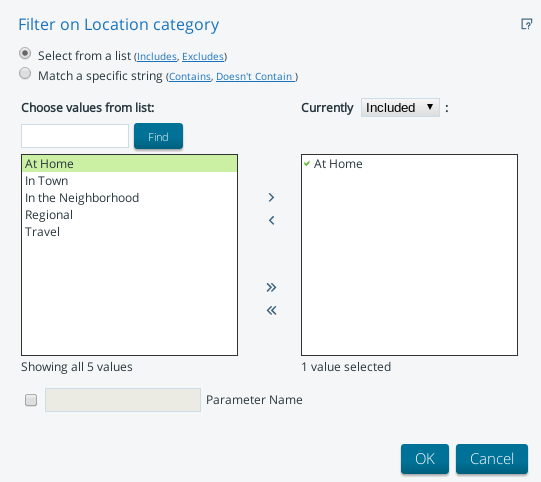 Filter on Location category
Select from a list (Includes, Excludes)
Match a specific string (Contains, Doesn't Contain )
Choose values from list:
Currently Included :
Find
At Home
In Town
In the Neighborhood
Regional
Travel
At Home
Showing all 5 values
1 value selected
Parameter Name
OK Cancel